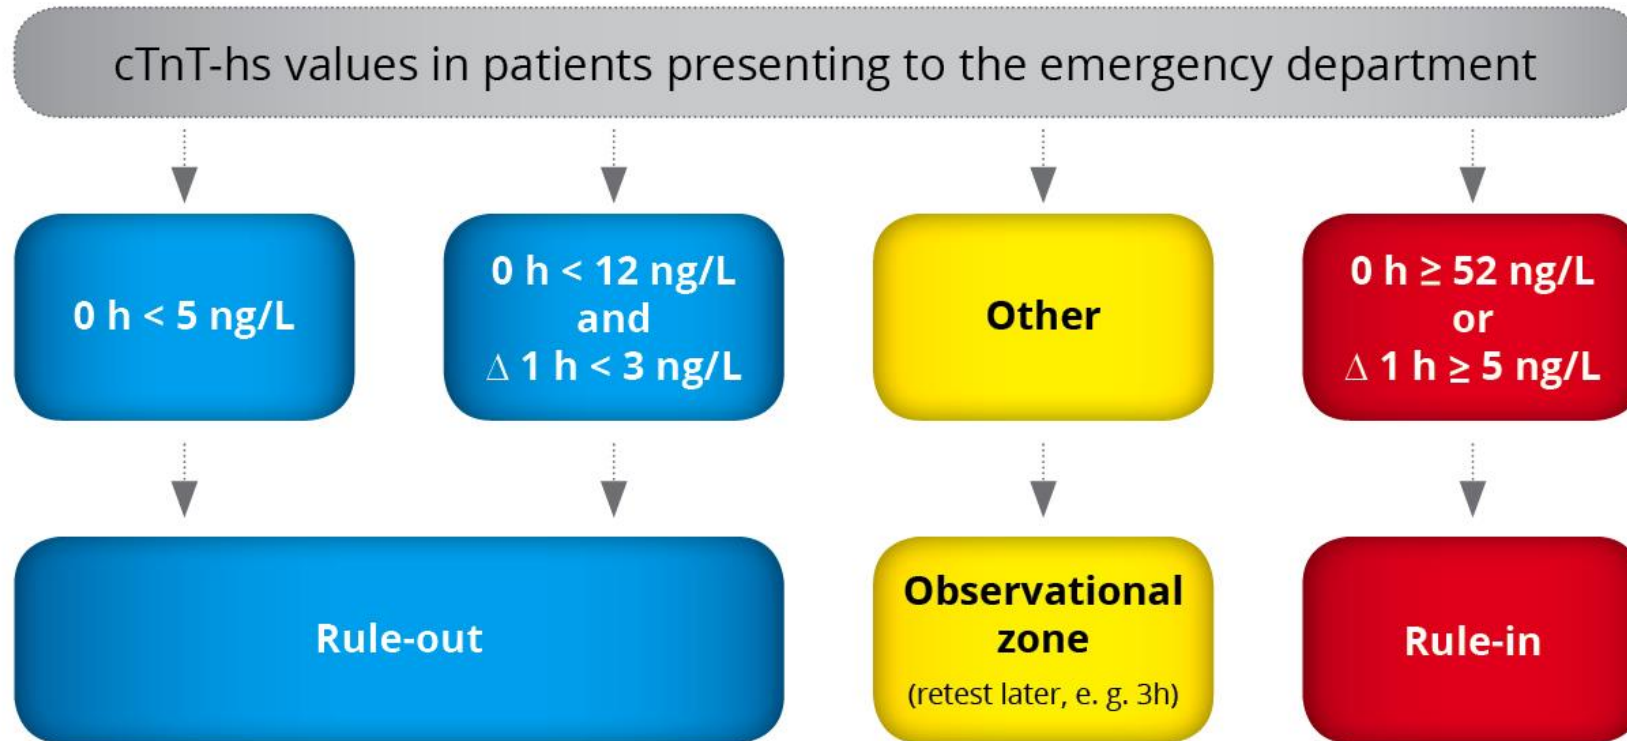 cTnT-hs values in patients presenting to the emergency department
0 h < 5 ng/L
0 h < 12 ng/L
and
Δ 1 h < 3 ng/L
Other
0 h ≥ 52 ng/L
or
Δ 1 h ≥ 5 ng/L
Rule-out
Observational
zone
(retest later, e. g. 3h)
Rule-in